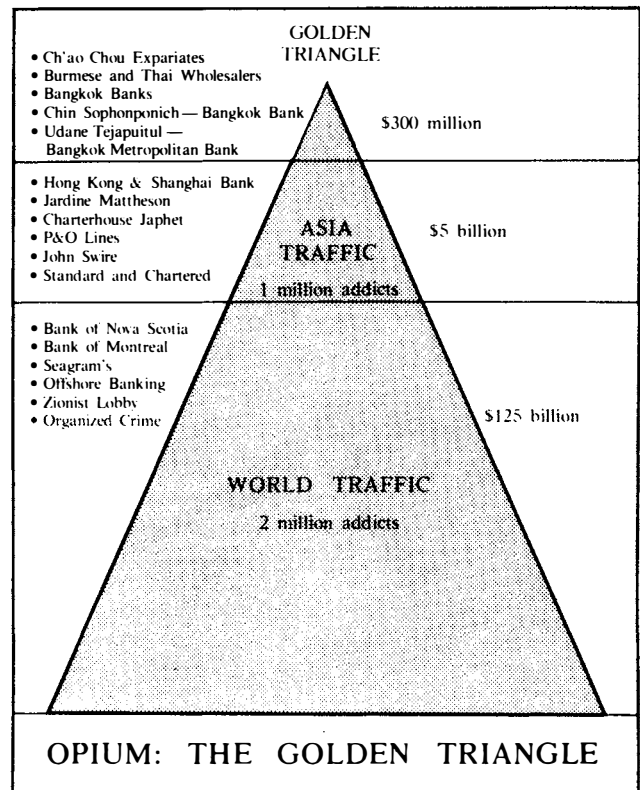 GOLDEN
TRIANGLE
• Ch'ao Chou Expariates
• Burmese and Thai Wholesalers
• Bangkok Banks
• Chin Sophonponich — Bangkok Bank
• Udane Tejapuitul —
Bangkok Metropolitan Bank
$300 million
• Hong Kong & Shanghai Bank
• Jardine Mattheson
• Charterhouse Japhet
• P&O Lines
• John Swire
• Standard and Chartered
ASIA
TRAFFIC
1 million addicts
$5 billion
• Bank of Nova Scotia
• Bank of Montreal
• Seagram's
• Offshore Banking
• Zionist Lobby
• Organized Crime
$125 billion
WORLD TRAFFIC
2 million addicts
OPIUM: THE GOLDEN TRIANGLE